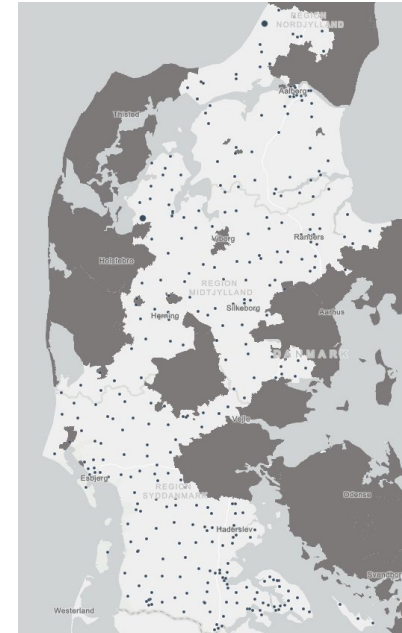 REGION
NORDJYLLAND
Aalborg
Thisted
Viborg
Randers
Holstebro
REGION
MIDTJYLLAND
Silkeborg
Herning
Aarhus
DANMARK
Vejle
Esbjerg
REGION
SYDDANMARK
Odense
Haderslev
Svendborg
Westerland